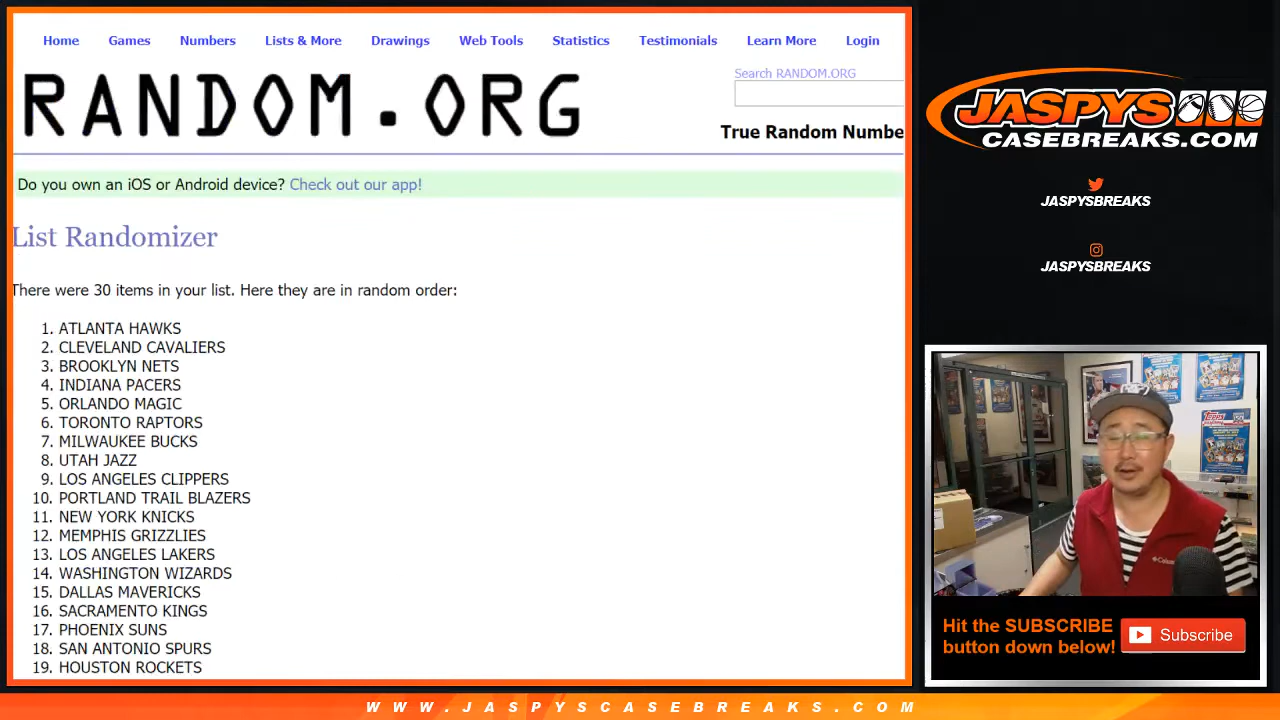 Home Games Numbers Lists & More Drawings Web Tools Statistics Testimonials Learn More Login
RANDOM.ORG
Search RANDOM.ORG
True Random Numbe
Do you own an iOS or Android device? Check out our app!
List Randomizer
There were 30 items in your list. Here they are in random order:
1. ATLANTA HAWKS
2. CLEVELAND CAVALIERS
3. BROOKLYN NETS
4. INDIANA PACERS
5. ORLANDO MAGIC
6. TORONTO RAPTORS
7. MILWAUKEE BUCKS
8. UTAH JAZZ
9. LOS ANGELES CLIPPERS
10. PORTLAND TRAIL BLAZERS
11. NEW YORK KNICKS
12. MEMPHIS GRIZZLIES
13. LOS ANGELES LAKERS
14. WASHINGTON WIZARDS
15. DALLAS MAVERICKS
16. SACRAMENTO KINGS
17. PHOENIX SUNS
18. SAN ANTONIO SPURS
19. HOUSTON ROCKETS
JASPYS
CASEBREAKS.COM
JASPYSBREAKS
JASPYSBREAKS
Topps
Columbia
Hit the SUBSCRIBE
button down below!
Subscribe
WWW.JASPYSCASEBREAKS.COM